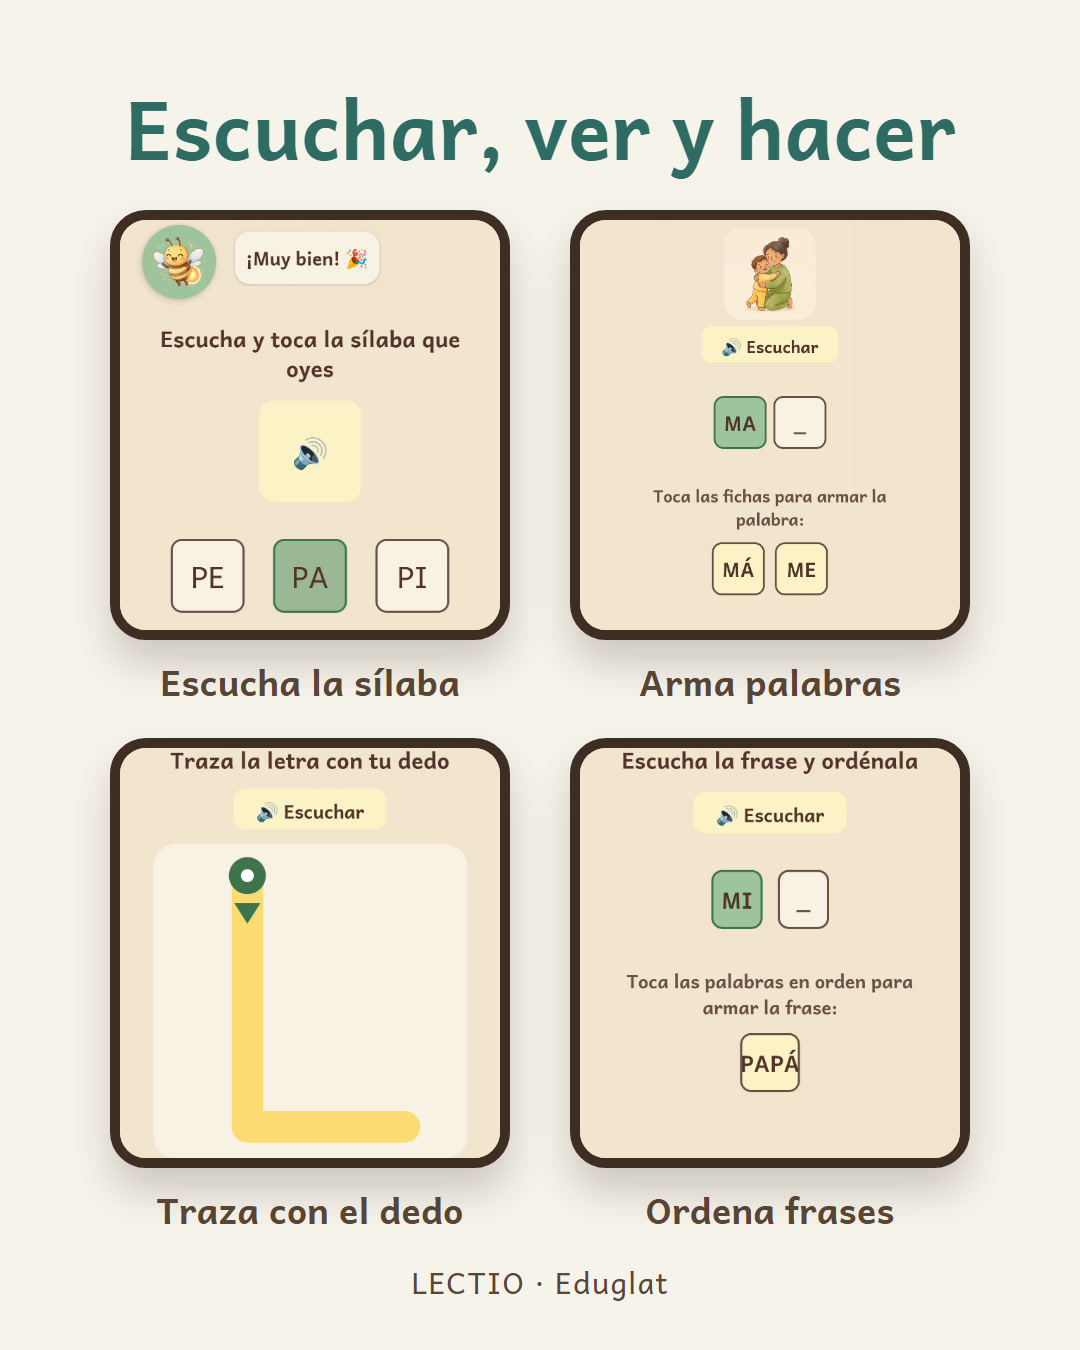 Escuchar, ver y hacer
¡Muy bien! 🎉
Escucha y toca la sílaba que
oyes
PE PA PI
Escucha la sílaba
Escuchar
MA _
Toca las fichas para armar la
palabra:
MÁ ME
Arma palabras
Traza la letra con tu dedo
Escuchar
Traza con el dedo
Escucha la frase y ordénala
Escuchar
MI _
Toca las palabras en orden para
armar la frase:
PAPÁ
Ordena frases
LECTIO · Eduglat